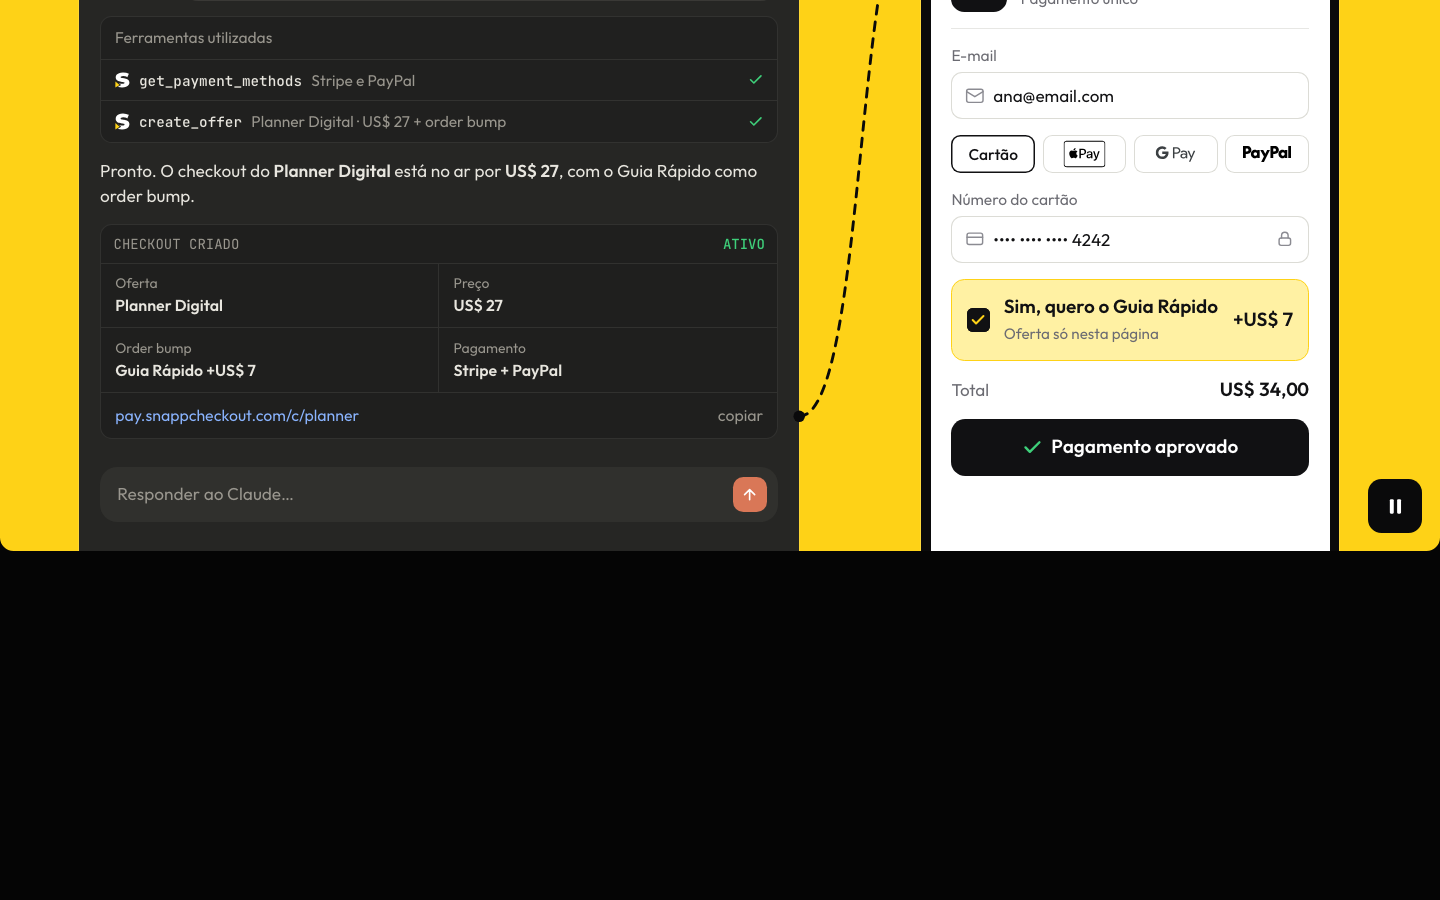 Ferramentas utilizadas
get_payment_methods Stripe e PayPal
create_offer Planner Digital · US$ 27 + order bump
Pronto. O checkout do Planner Digital está no ar por US$ 27, com o Guia Rápido como
order bump.
CHECKOUT CRIADO ATIVO
Oferta
Planner Digital
Preço
US$ 27
Order bump
Guia Rápido +US$ 7
Pagamento
Stripe + PayPal
pay.snappcheckout.com/c/planner copiar
Responder ao Claude…
Pagamento único
E-mail
ana@email.com
Cartão Pay G Pay PayPal
Número do cartão
•••• •••• •••• 4242
Sim, quero o Guia Rápido
Oferta só nesta página
+US$ 7
Total US$ 34,00
Pagamento aprovado